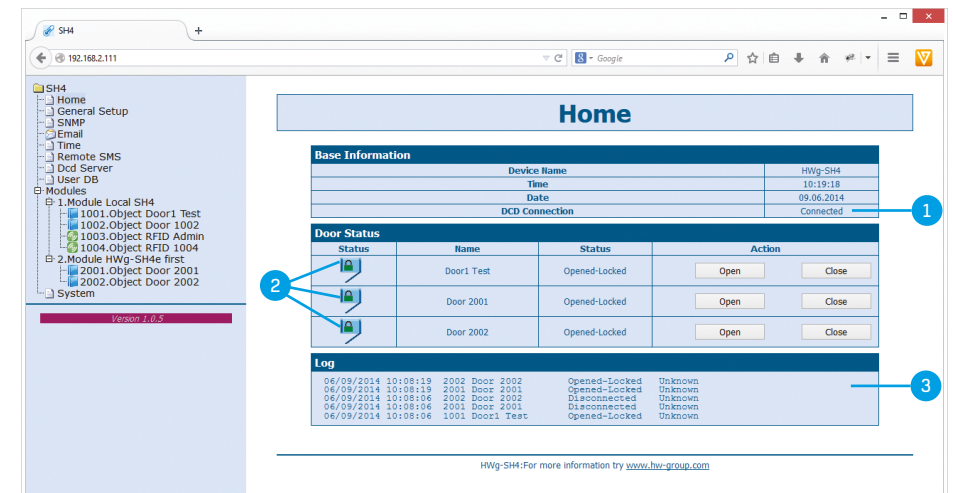 SH4
+
192.168.2.111
8 Google
SH4
Home
General Setup
SNMP
Email
Time
Remote SMS
Dcd Server
User DB
Modules
1.Module Local SH4
1001.Object Door1 Test
1002.Object Door 1002
1003.Object RFID Admin
1004.Object RFID 1004
2.Module HWg-SH4e first
2001.Object Door 2001
2002.Object Door 2002
System
Version 1.0.5
Home
Base Information
Device Name HWg-SH4
Time 10:19:18
Date 09.06.2014
DCD Connection Connected
1
Door Status
Status Name Status Action
Door1 Test Opened-Locked Open Close
2
Door 2001 Opened-Locked Open Close
Door 2002 Opened-Locked Open Close
Log
06/09/2014 10:08:19 2002 Door 2002 Opened-Locked Unknown
06/09/2014 10:08:19 2001 Door 2001 Opened-Locked Unknown
06/09/2014 10:08:06 2002 Door 2002 Disconnected Unknown
06/09/2014 10:08:06 2001 Door 2001 Disconnected Unknown
06/09/2014 10:08:06 1001 Door1 Test Opened-Locked Unknown
3
HWg-SH4:For more information try www.hw-group.com